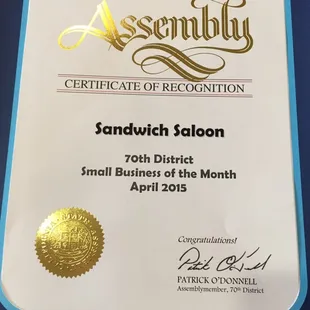 Assembly
CERTIFICATE OF RECOGNITION
Sandwich Saloon
70th District
Small Business of the Month
April 2015
Congratulations!
PATRICK O'DONNELL
Assemblymember, 70th District